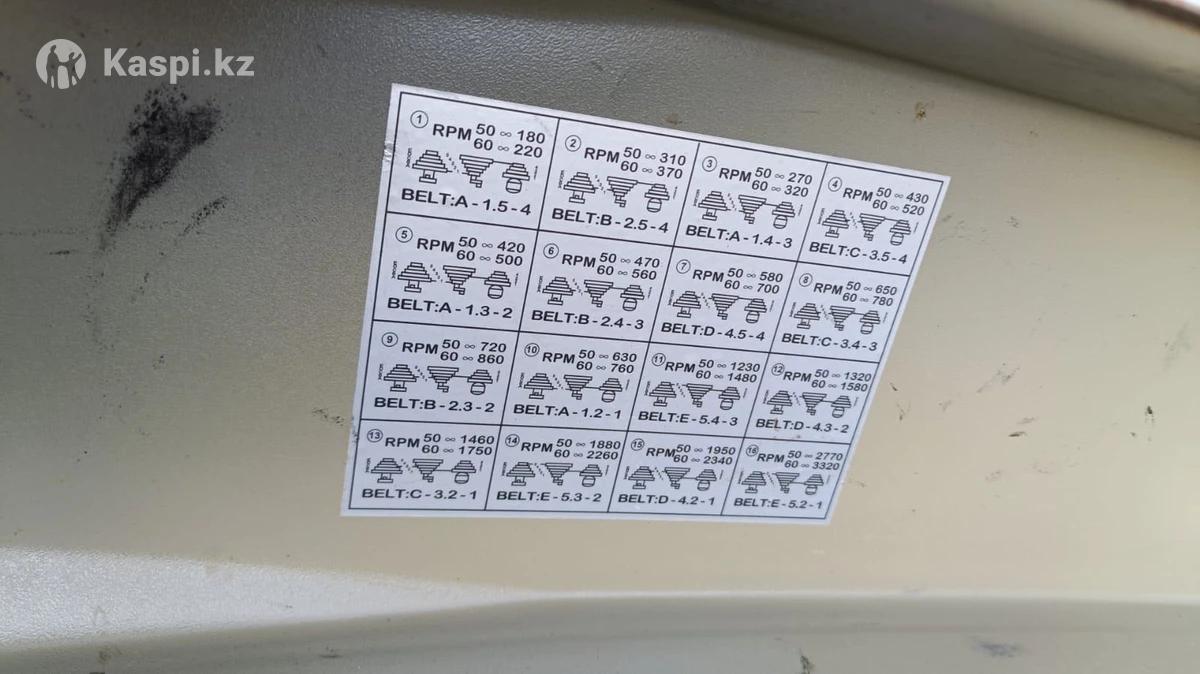 Kaspi.kz
1 RPM 50 ∞ 180
60 ∞ 220
BELT:A - 1.5 - 4
2 RPM 50 ∞ 310
60 ∞ 370
BELT:B - 2.5 - 4
3 RPM 50 ∞ 270
60 ∞ 320
BELT:A - 1.4 - 3
4 RPM 50 ∞ 430
60 ∞ 520
BELT:C - 3.5 - 4
5 RPM 50 ∞ 420
60 ∞ 500
BELT:A - 1.3 - 2
6 RPM 50 ∞ 470
60 ∞ 560
BELT:B - 2.4 - 3
7 RPM 50 ∞ 580
60 ∞ 700
BELT:D - 4.5 - 4
8 RPM 50 ∞ 650
60 ∞ 780
BELT:C - 3.4 - 3
9 RPM 50 ∞ 720
60 ∞ 860
BELT:B - 2.3 - 2
10 RPM 50 ∞ 630
60 ∞ 760
BELT:A - 1.2 - 1
11 RPM 50 ∞ 1230
60 ∞ 1480
BELT:E - 5.4 - 3
12 RPM 50 ∞ 1320
60 ∞ 1580
BELT:D - 4.3 - 2
13 RPM 50 ∞ 1460
60 ∞ 1750
BELT:C - 3.2 - 1
14 RPM 50 ∞ 1880
60 ∞ 2260
BELT:E - 5.3 - 2
15 RPM 50 ∞ 1950
60 ∞ 2340
BELT:D - 4.2 - 1
16 RPM 50 ∞ 2770
60 ∞ 3320
BELT:E - 5.2 - 1